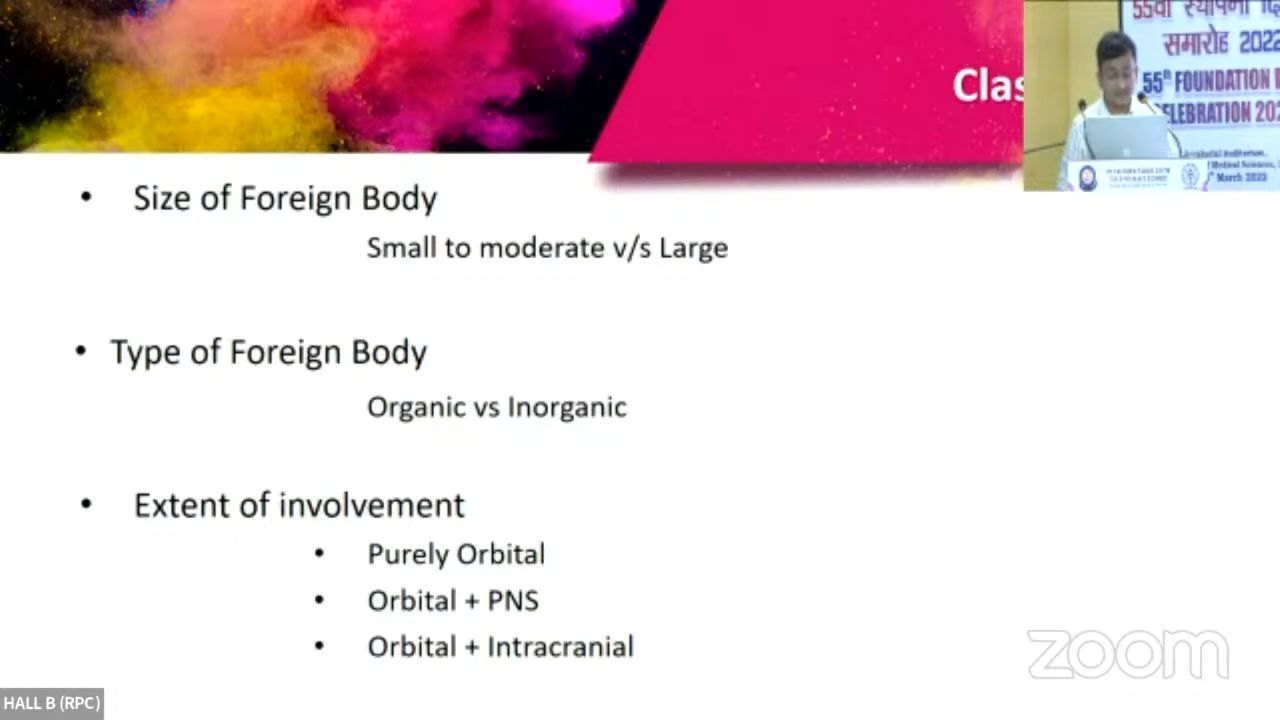 Clas
55वां स्थापना दि
समारोह 2022
55th FOUNDATION
ELEBRATION 202
March 2022
• Size of Foreign Body
Small to moderate v/s Large
• Type of Foreign Body
Organic vs Inorganic
• Extent of involvement
• Purely Orbital
• Orbital + PNS
• Orbital + Intracranial
zoom
HALL B (RPC)